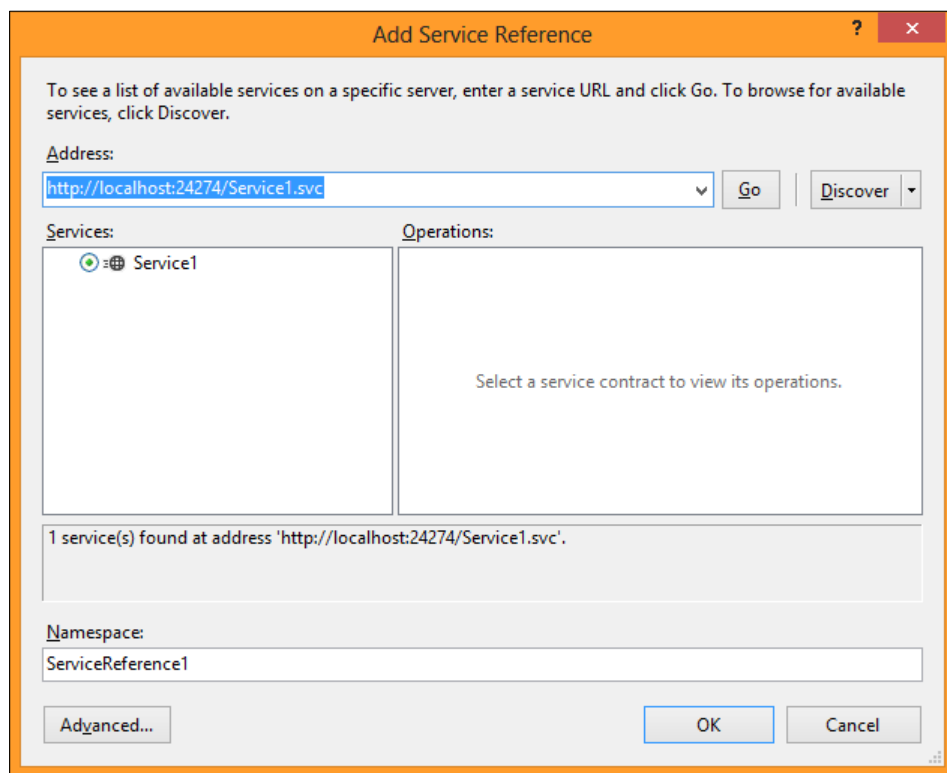 Add Service Reference
?
To see a list of available services on a specific server, enter a service URL and click Go. To browse for available
services, click Discover.
Address:
http://localhost:24274/Service1.svc
Go
Discover
Services:
Operations:
Service1
Select a service contract to view its operations.
1 service(s) found at address 'http://localhost:24274/Service1.svc'.
Namespace:
ServiceReference1
Advanced...
OK
Cancel